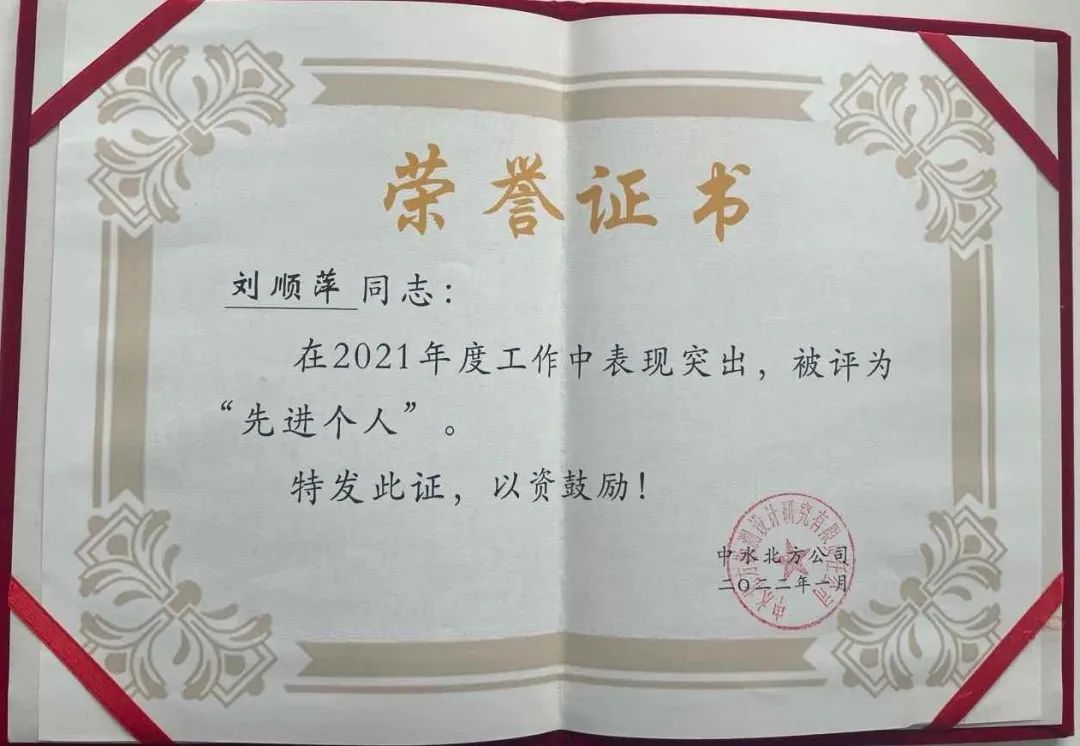 荣誉证书
刘顺萍同志：
在2021年度工作中表现突出，被评为
“先进个人”。
特发此证，以资鼓励！
中水北方公司
二〇二二年一月